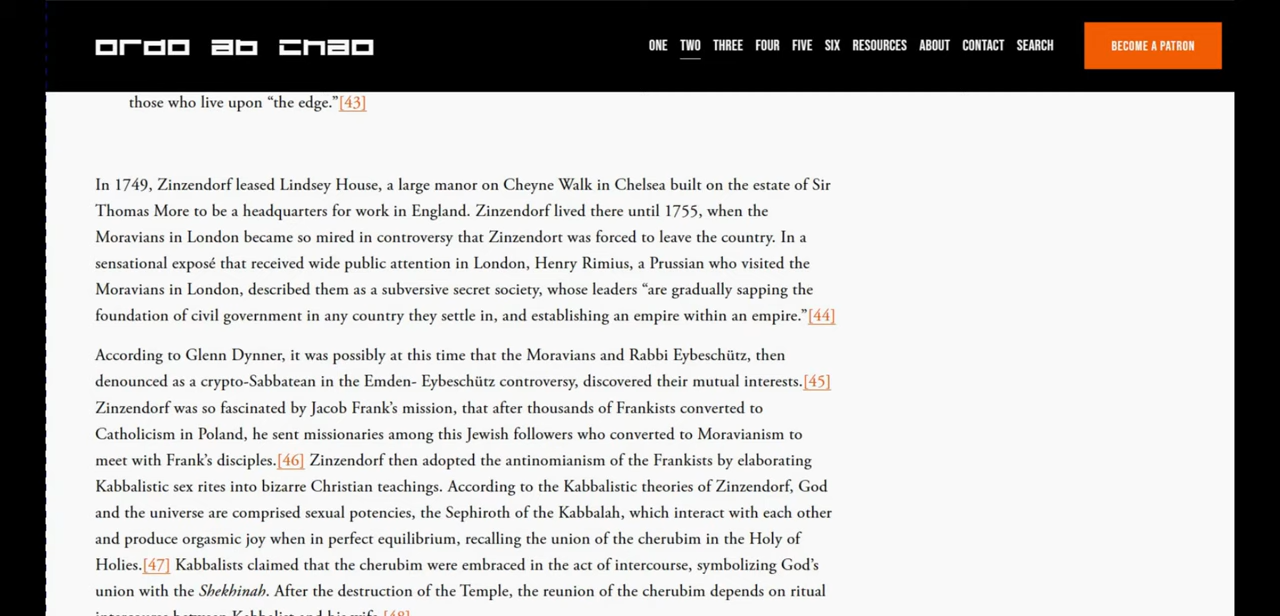 ordo ab chao
ONE TWO THREE FOUR FIVE SIX RESOURCES ABOUT CONTACT SEARCH BECOME A PATRON
those who live upon “the edge.”[43]
In 1749, Zinzendorf leased Lindsey House, a large manor on Cheyne Walk in Chelsea built on the estate of Sir
Thomas More to be a headquarters for work in England. Zinzendorf lived there until 1755, when the
Moravians in London became so mired in controversy that Zinzendort was forced to leave the country. In a
sensational exposé that received wide public attention in London, Henry Rimius, a Prussian who visited the
Moravians in London, described them as a subversive secret society, whose leaders “are gradually sapping the
foundation of civil government in any country they settle in, and establishing an empire within an empire.”[44]
According to Glenn Dynner, it was possibly at this time that the Moravians and Rabbi Eybeschütz, then
denounced as a crypto-Sabbatean in the Emden- Eybeschütz controversy, discovered their mutual interests.[45]
Zinzendorf was so fascinated by Jacob Frank’s mission, that after thousands of Frankists converted to
Catholicism in Poland, he sent missionaries among this Jewish followers who converted to Moravianism to
meet with Frank’s disciples.[46] Zinzendorf then adopted the antinomianism of the Frankists by elaborating
Kabbalistic sex rites into bizarre Christian teachings. According to the Kabbalistic theories of Zinzendorf, God
and the universe are comprised sexual potencies, the Sephiroth of the Kabbalah, which interact with each other
and produce orgasmic joy when in perfect equilibrium, recalling the union of the cherubim in the Holy of
Holies.[47] Kabbalists claimed that the cherubim were embraced in the act of intercourse, symbolizing God’s
union with the Shekhinah. After the destruction of the Temple, the reunion of the cherubim depends on ritual
intercourse between Kabbalist and his wife.[48]